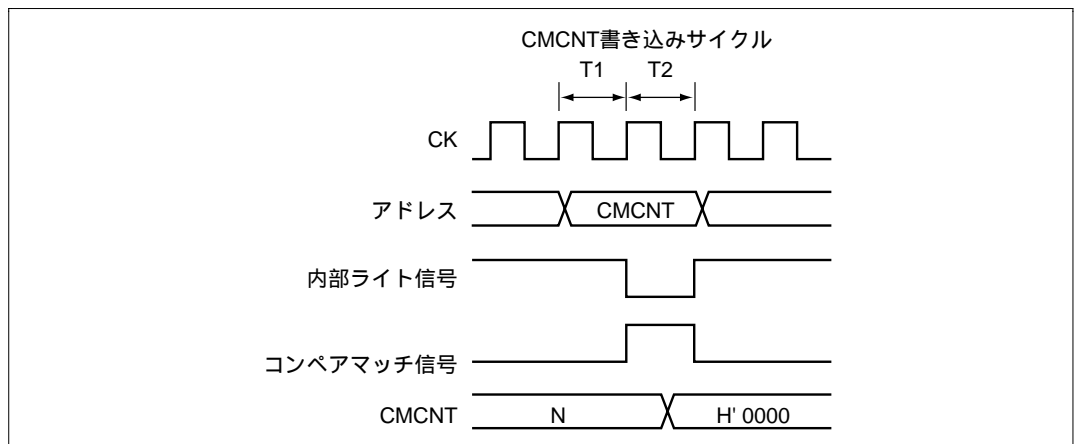 CMCNT書き込みサイクル
T1 T2
CK
アドレス CMCNT
内部ライト信号
コンペアマッチ信号
CMCNT N H' 0000